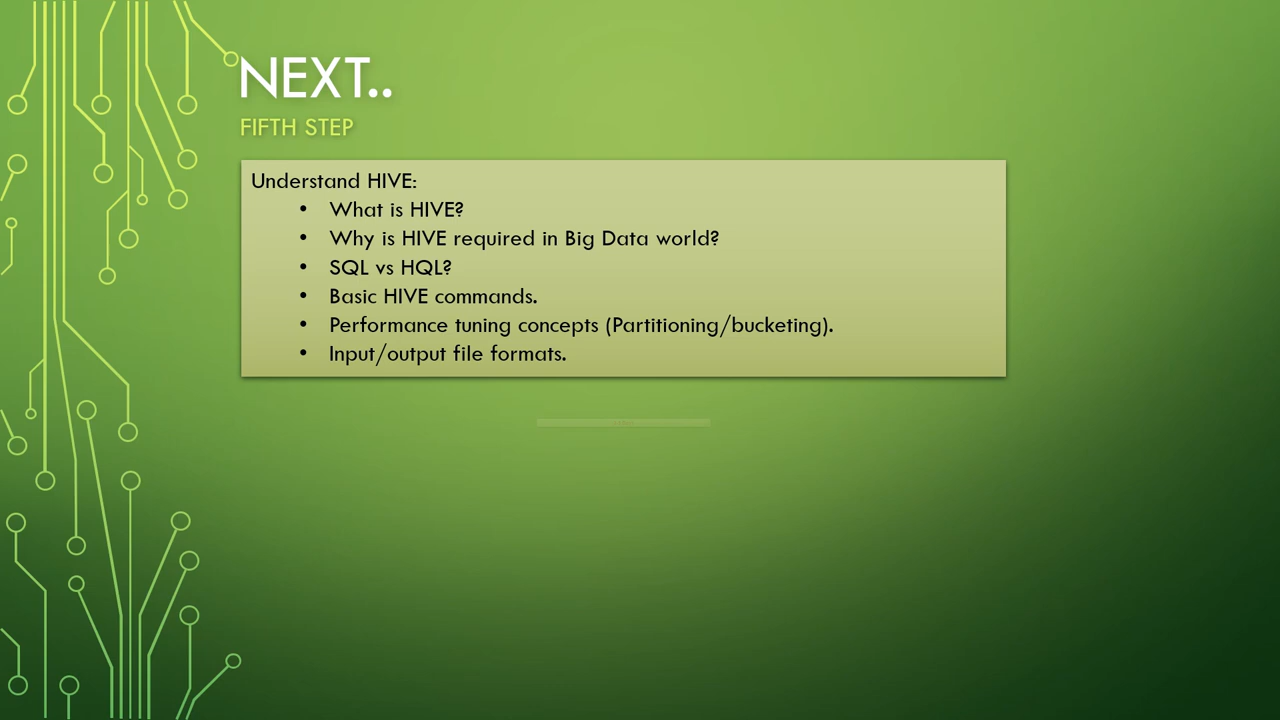 NEXT..
FIFTH STEP
Understand HIVE:
• What is HIVE?
• Why is HIVE required in Big Data world?
• SQL vs HQL?
• Basic HIVE commands.
• Performance tuning concepts (Partitioning/bucketing).
• Input/output file formats.